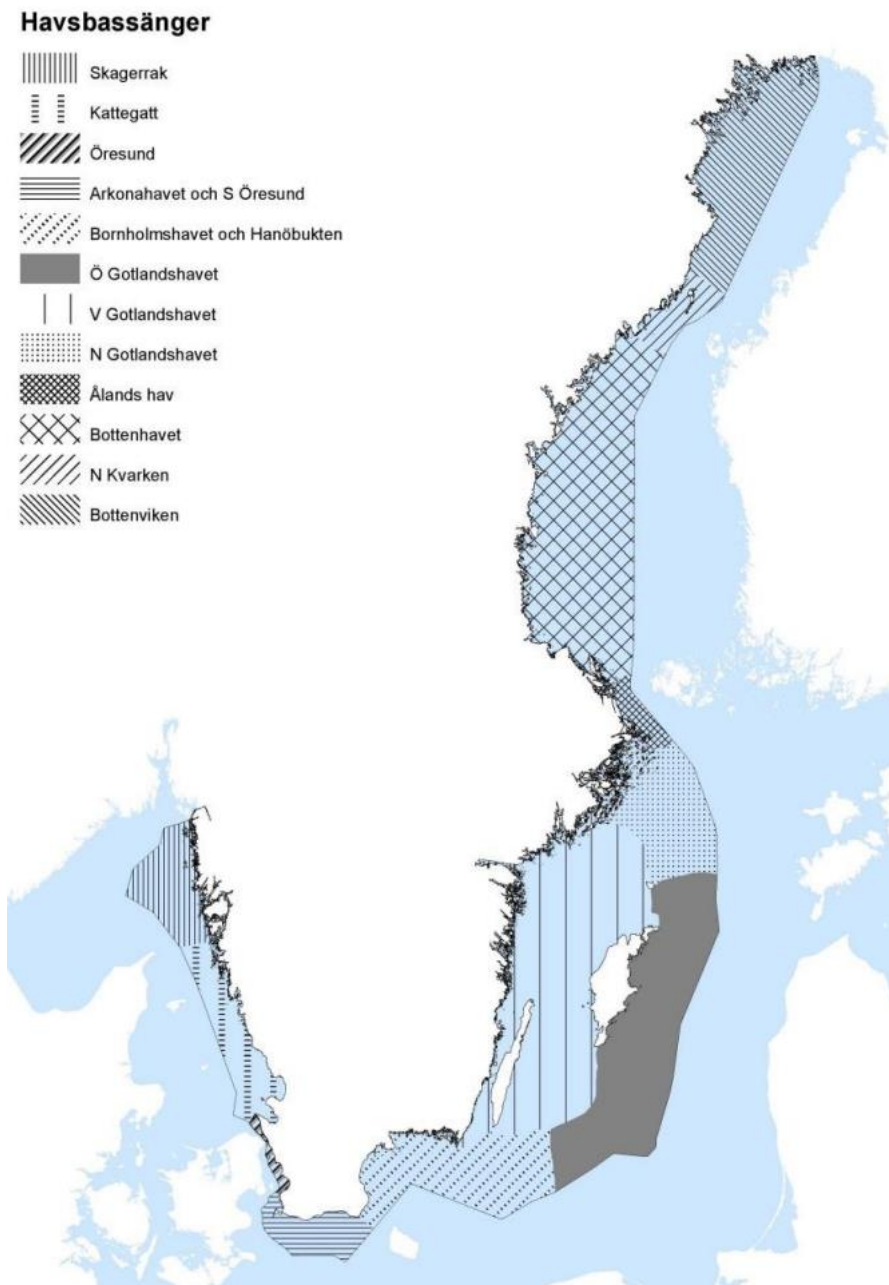 Havsbassänger
Skagerrak
Kattegatt
Öresund
Arkonahavet och S Öresund
Bornholmshavet och Hanöbukten
Ö Gotlandshavet
V Gotlandshavet
N Gotlandshavet
Ålands hav
Bottenhavet
N Kvarken
Bottenviken